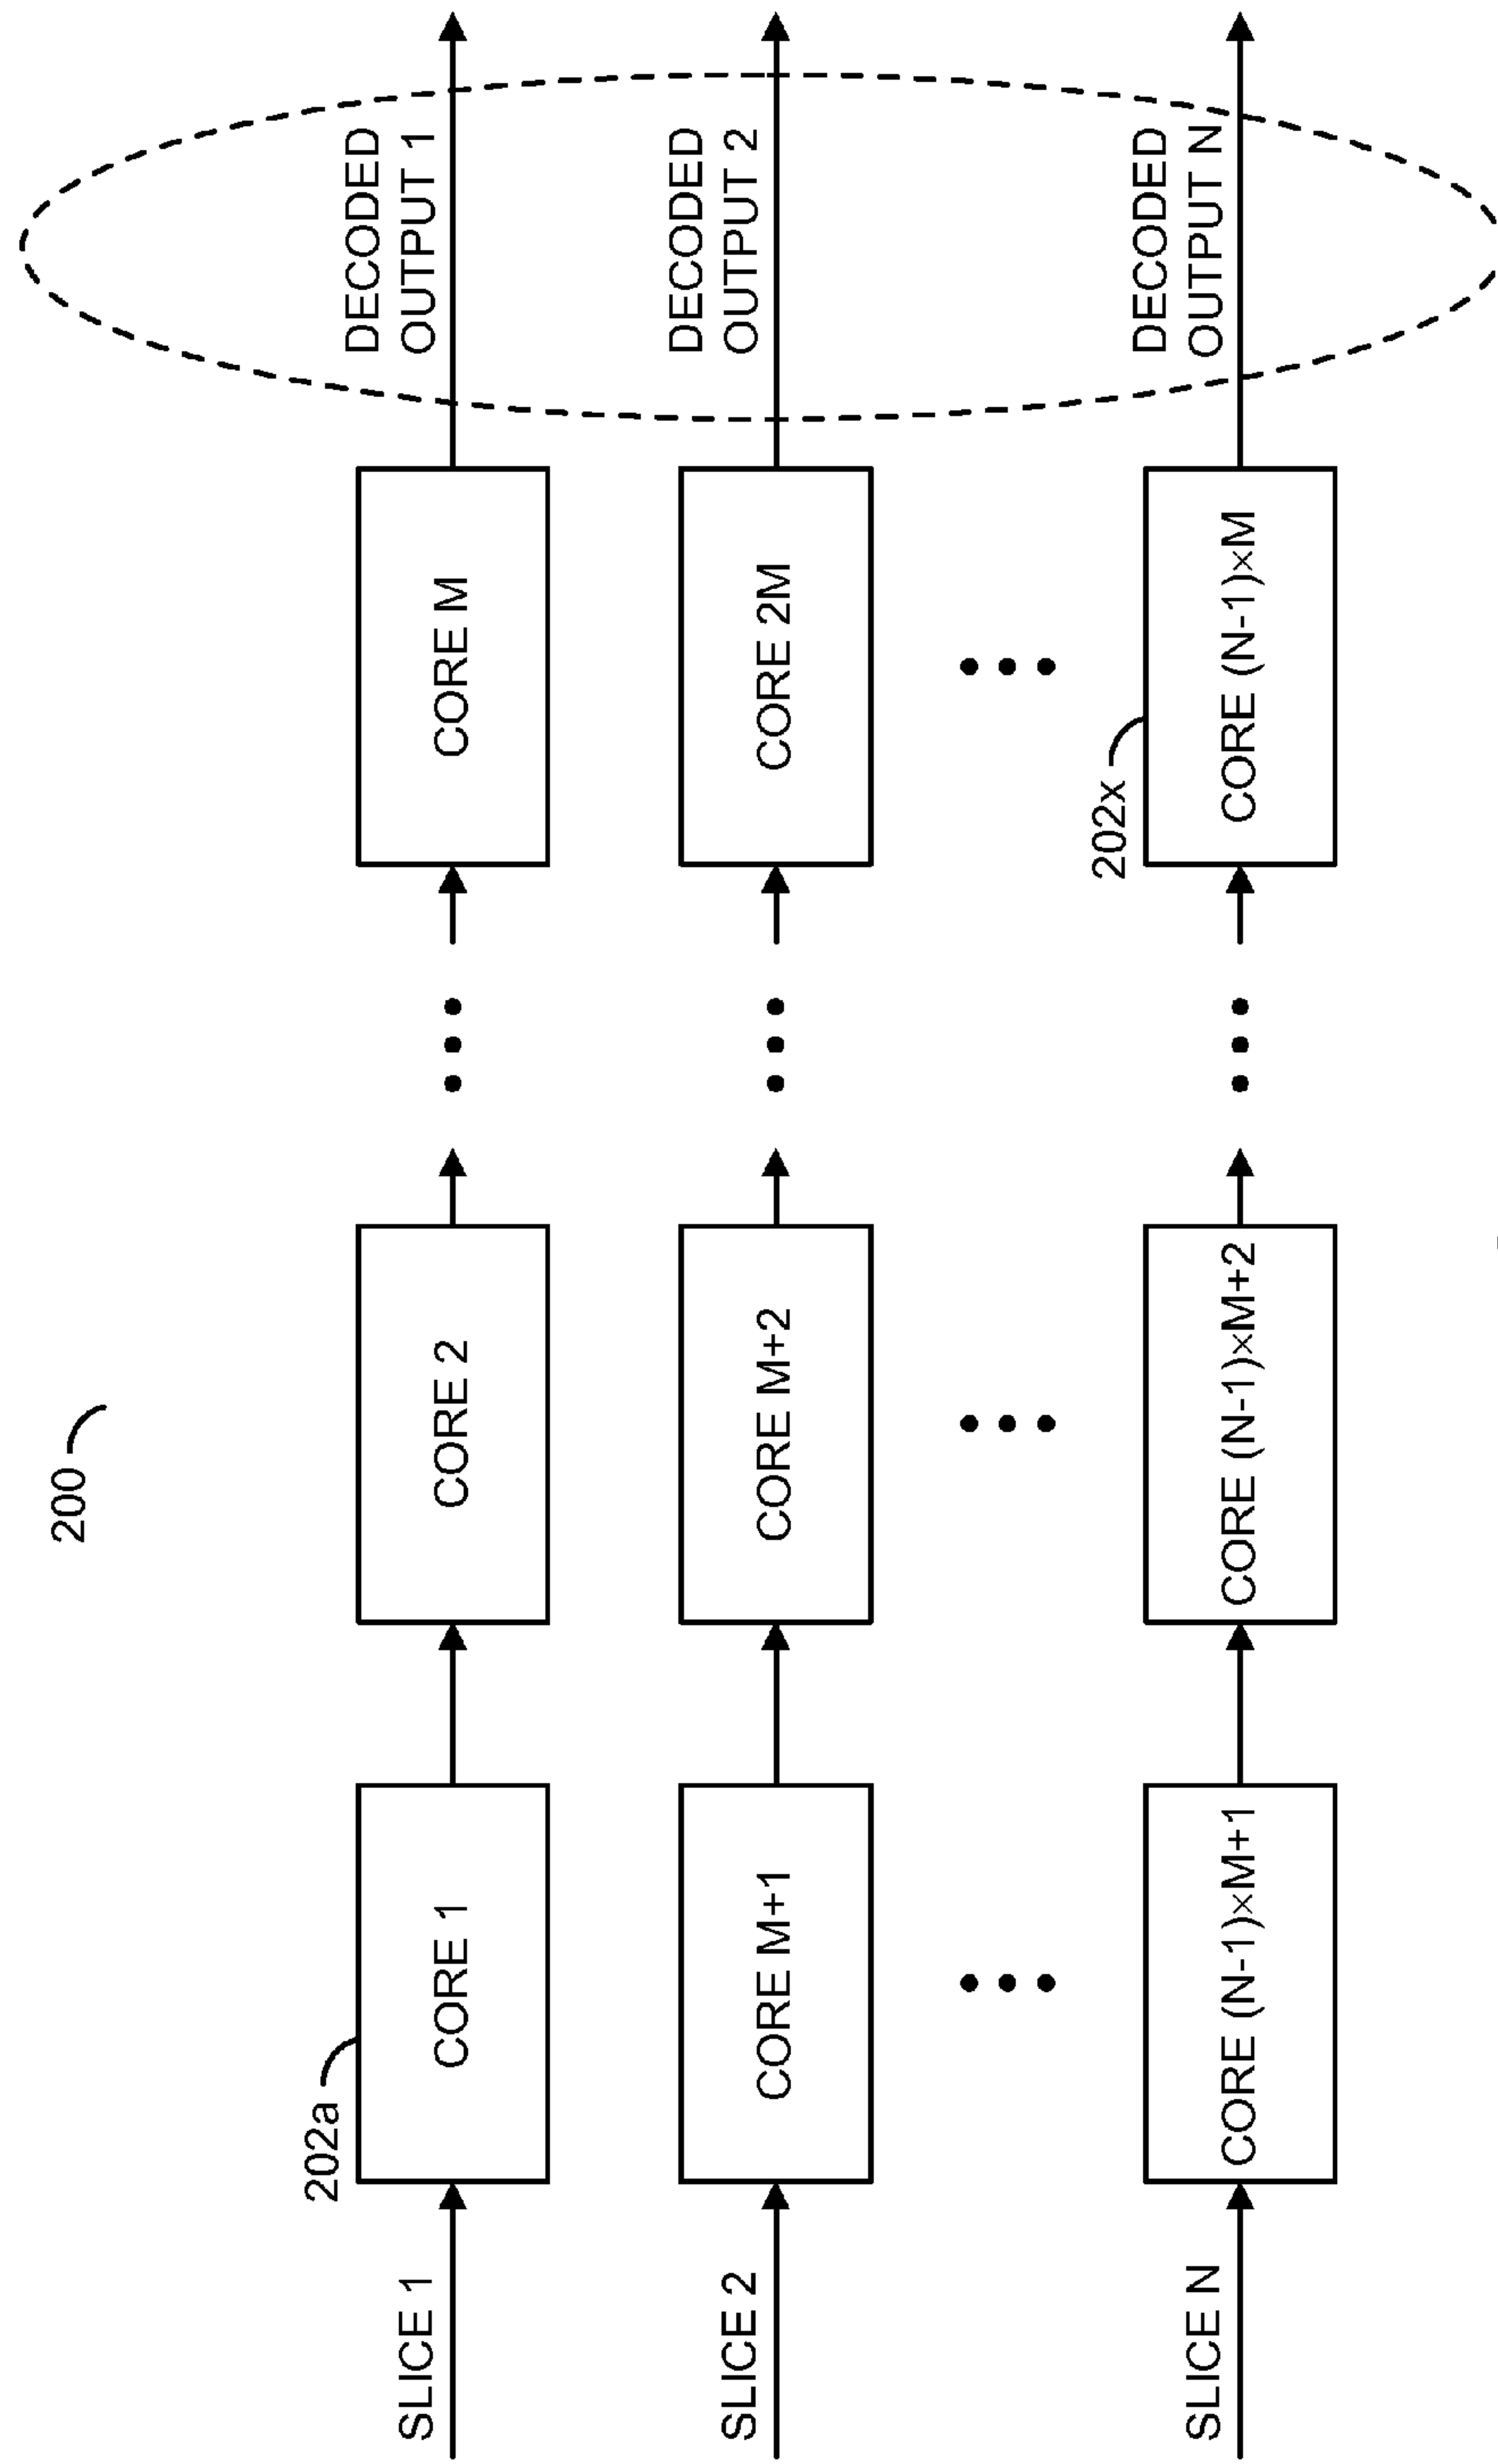 200
202a
SLICE 1
CORE 1
CORE 2
CORE M
DECODED
OUTPUT 1
SLICE 2
CORE M+1
CORE M+2
CORE 2M
DECODED
OUTPUT 2
202x
SLICE N
CORE (N-1)×M+1
CORE (N-1)×M+2
CORE (N-1)×M
DECODED
OUTPUT N